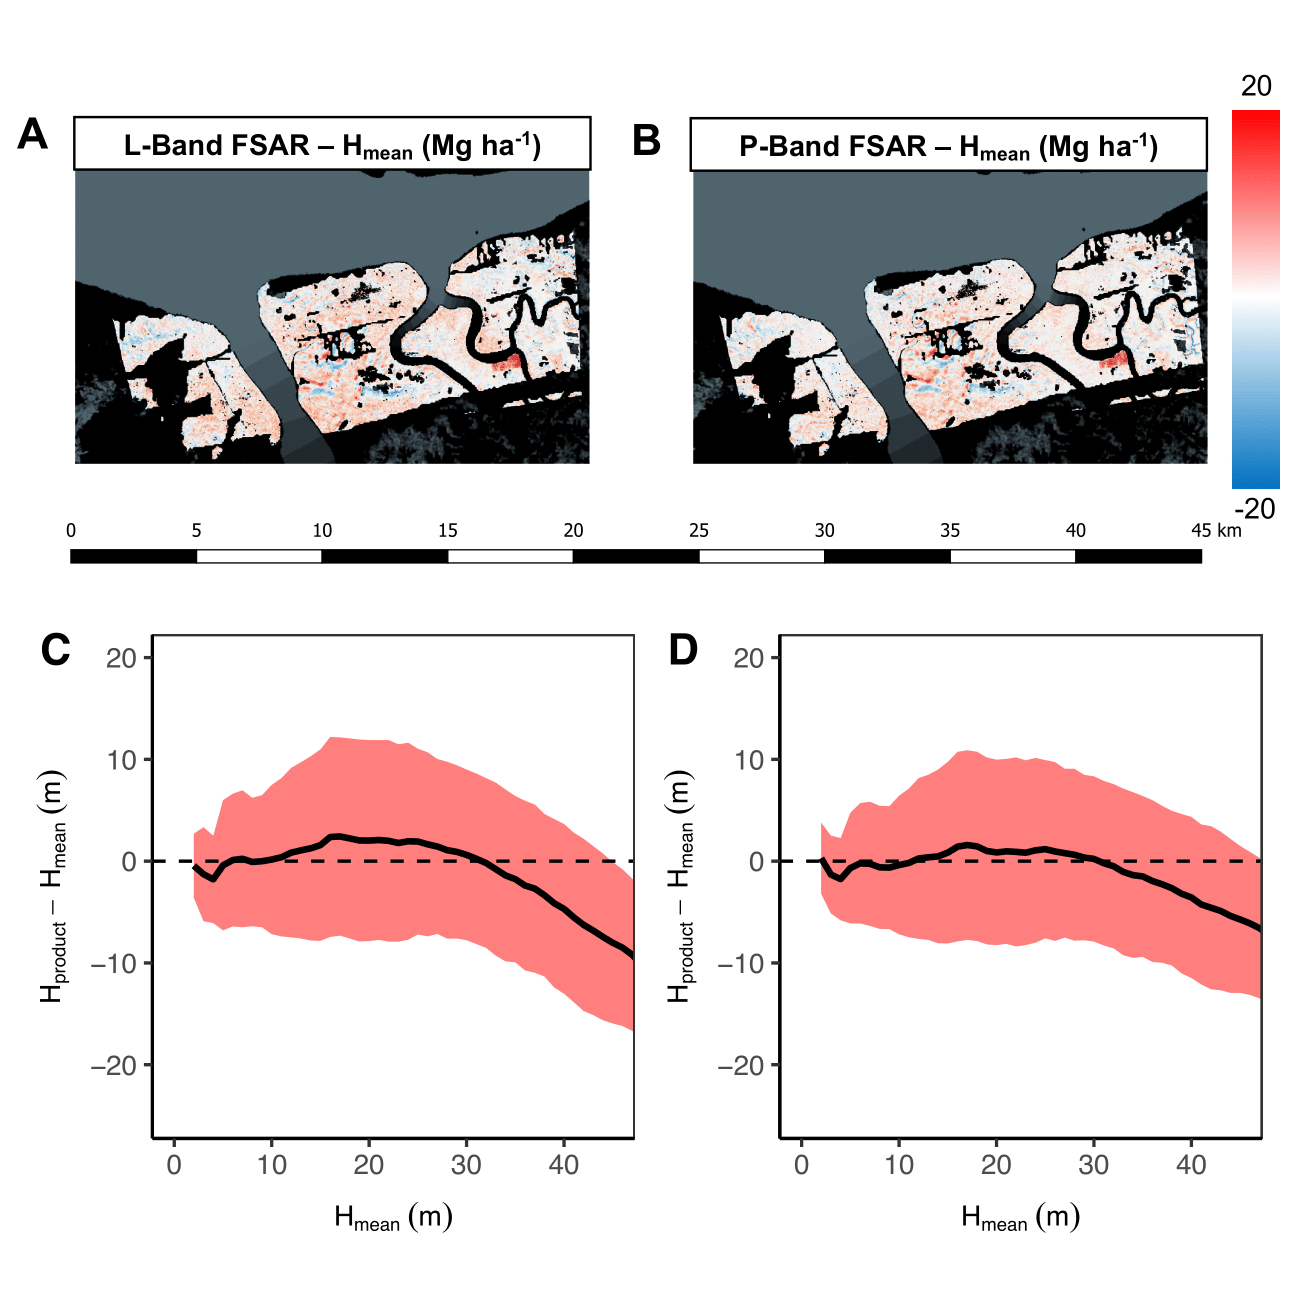 A
L-Band FSAR – Hmean (Mg ha-1)
B
P-Band FSAR – Hmean (Mg ha-1)
20
-20
0 5 10 15 20 25 30 35 40 45 km
C
20
10
0
−10
−20
Hproduct − Hmean (m)
0 10 20 30 40
Hmean (m)
D
20
10
0
−10
−20
Hproduct − Hmean (m)
0 10 20 30 40
Hmean (m)